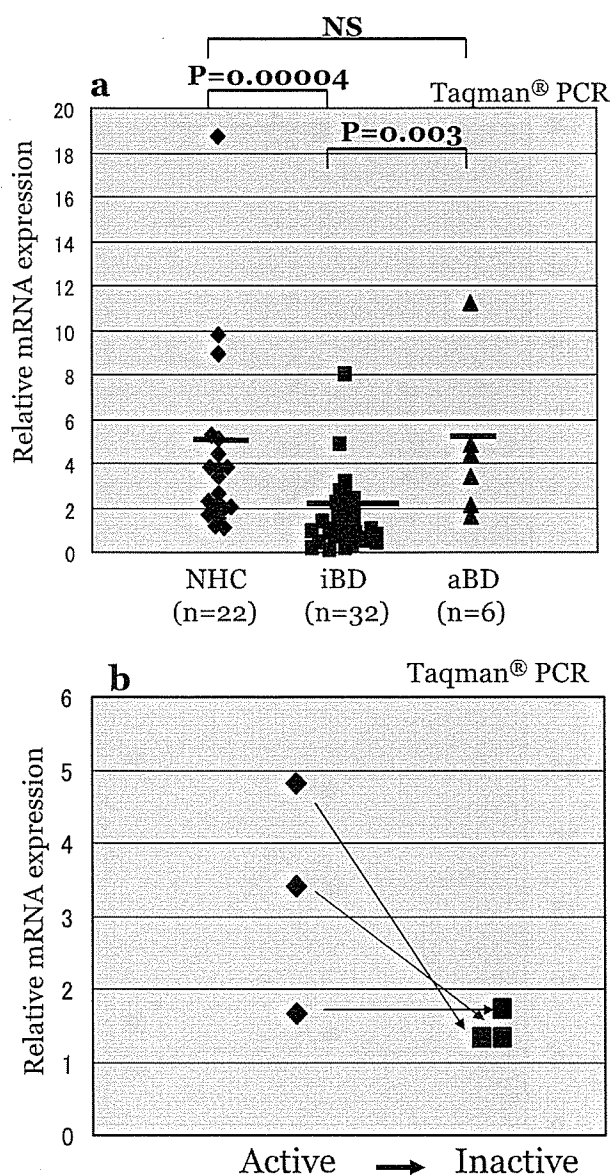 NS
P=0.00004
a
Taqman® PCR
P=0.003
20
18
16
14
12
10
8
6
4
2
0
Relative mRNA expression
NHC
(n=22)
iBD
(n=32)
aBD
(n=6)
b
Taqman® PCR
6
5
4
3
2
1
0
Relative mRNA expression
Active → Inactive